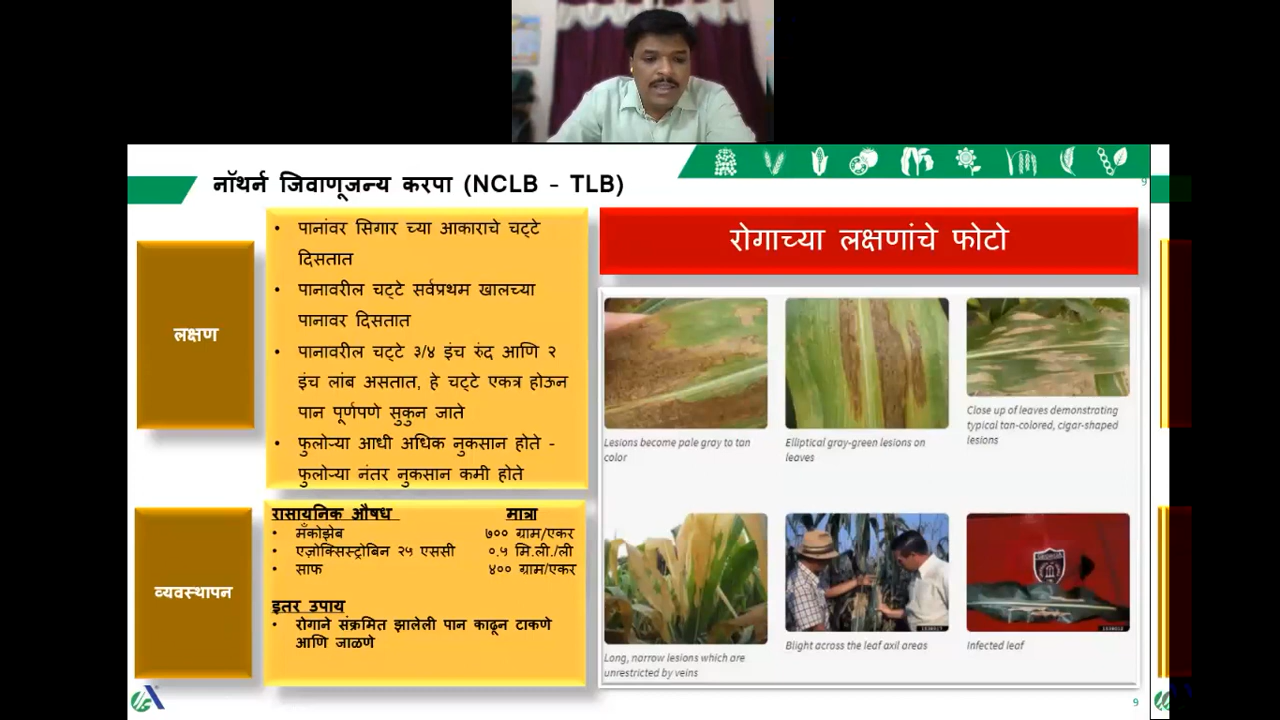 नॉथर्न जिवाणूजन्य करपा (NCLB - TLB)
9
लक्षण
• पानांवर सिगार च्या आकाराचे चट्टे
दिसतात
• पानावरील चट्टे सर्वप्रथम खालच्या
पानावर दिसतात
• पानावरील चट्टे ३/४ इंच रुंद आणि २
इंच लांब असतात, हे चट्टे एकत्र होऊन
पान पूर्णपणे सुकुन जाते
• फुलोऱ्या आधी अधिक नुकसान होते -
फुलोऱ्या नंतर नुकसान कमी होते
व्यवस्थापन
रासायनिक औषध मात्रा
• मँकोझेब ७०० ग्राम/एकर
• एज़ोक्सिस्ट्रोबिन २५ एससी ०.५ मि.ली./ली
• साफ ४०० ग्राम/एकर
इतर उपाय
• रोगाने संक्रमित झालेली पान काढून टाकणे
आणि जाळणे
रोगाच्या लक्षणांचे फोटो
Lesions become pale gray to tan
color
Elliptical gray-green lesions on
leaves
Close up of leaves demonstrating
typical tan-colored, cigar-shaped
lesions
Long, narrow lesions which are
unrestricted by veins
Blight across the leaf axil areas
Infected leaf
9